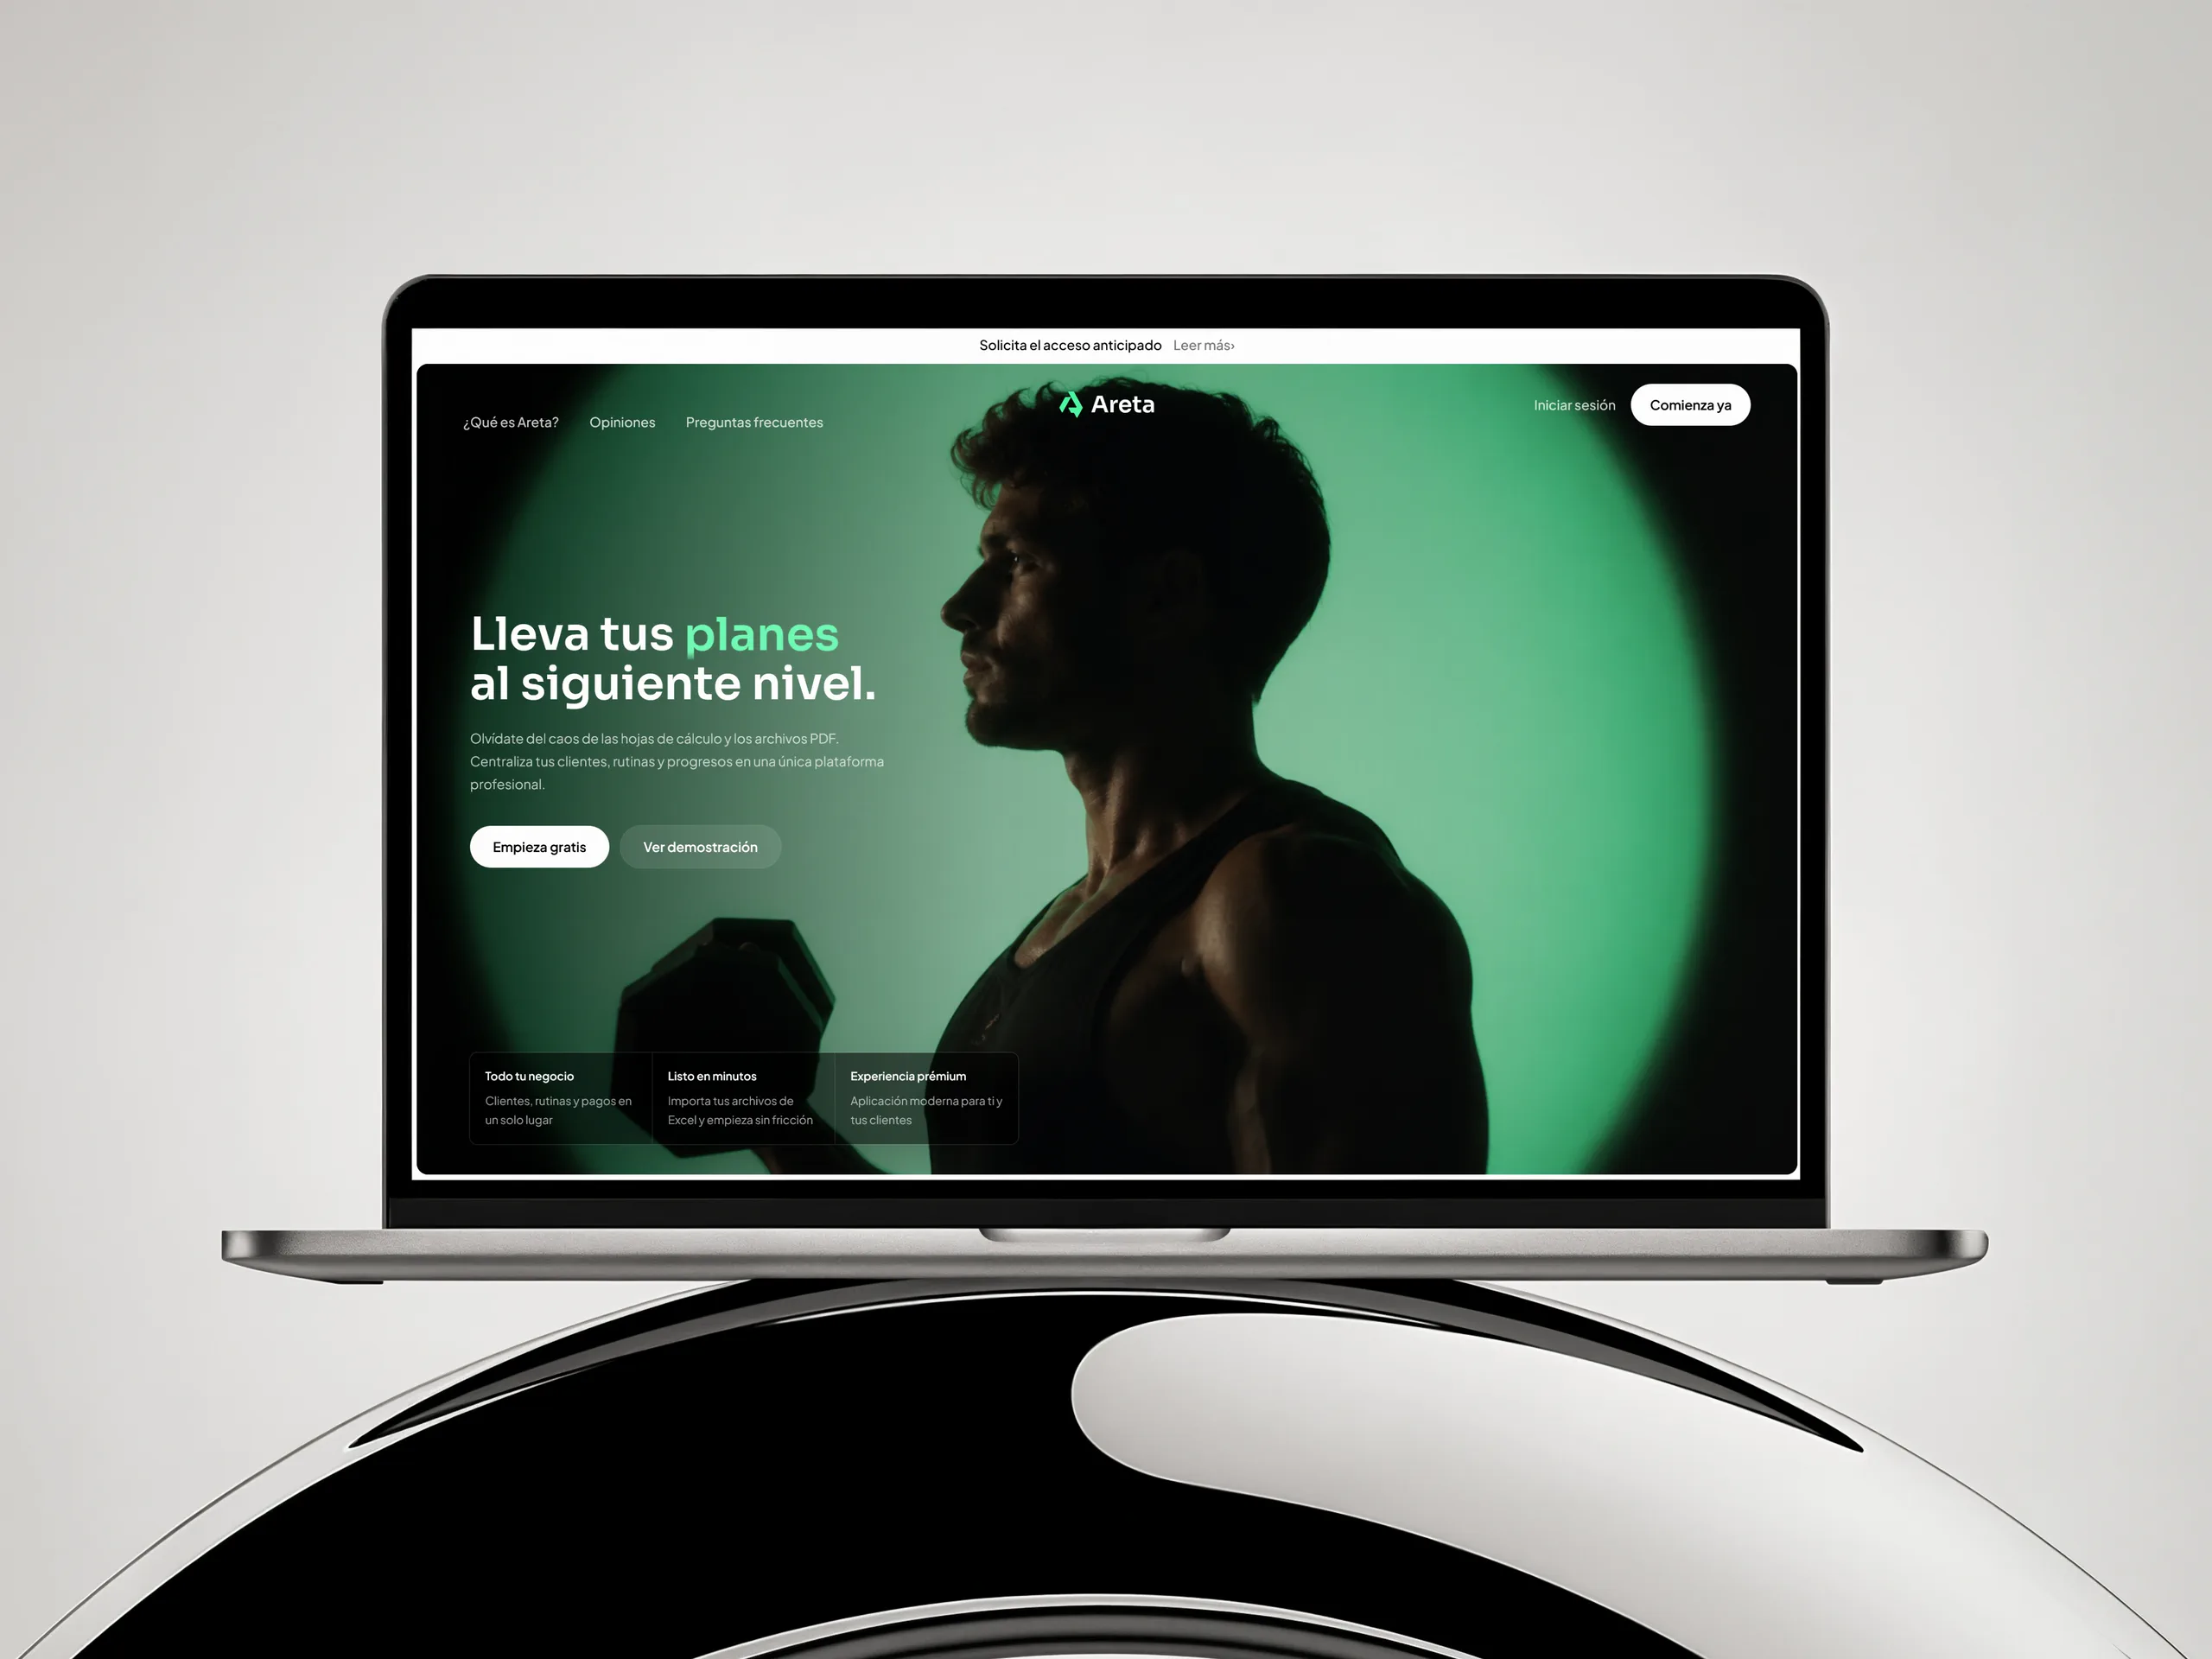 Solicita el acceso anticipado Leer más›
¿Qué es Areta? Opiniones Preguntas frecuentes
Areta
Iniciar sesión Comienza ya
Lleva tus planes
al siguiente nivel.
Olvídate del caos de las hojas de cálculo y los archivos PDF.
Centraliza tus clientes, rutinas y progresos en una única plataforma
profesional.
Empieza gratis Ver demostración
Todo tu negocio
Clientes, rutinas y pagos en
un solo lugar
Listo en minutos
Importa tus archivos de
Excel y empieza sin fricción
Experiencia prémium
Aplicación moderna para ti y
tus clientes